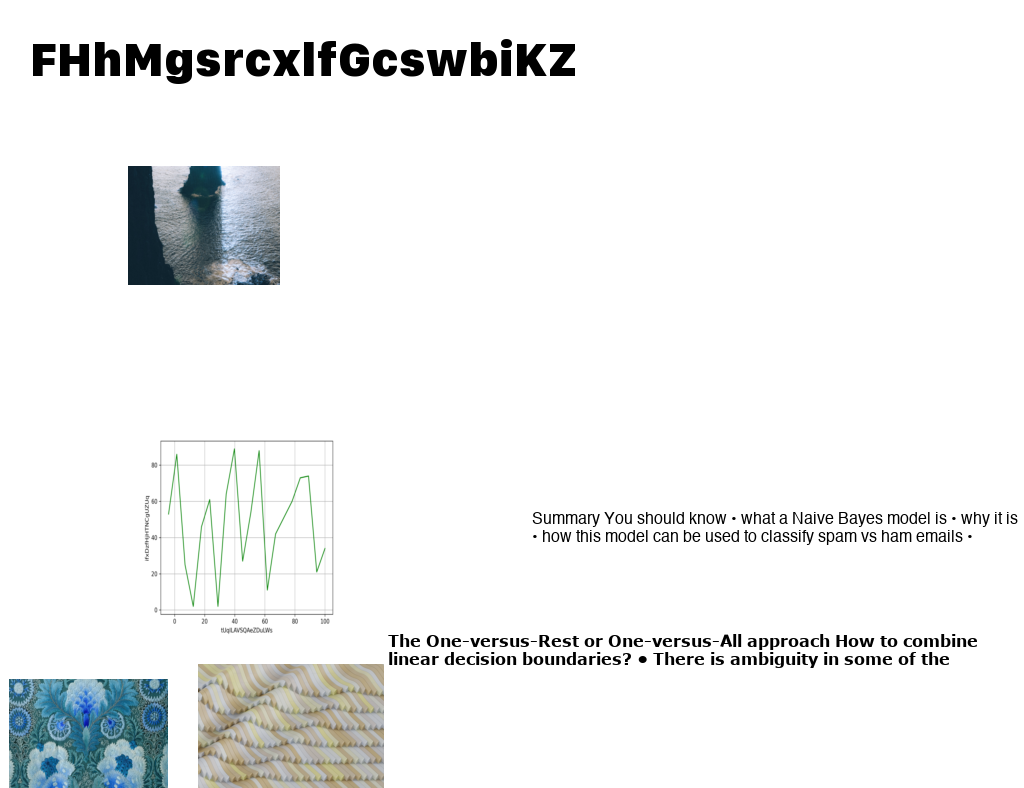 FHhMgsrcxlfGcswbiKZ
80
60
40
20
0
0 20 40 60 80 100
Summary You should know • what a Naive Bayes model is • why it is
• how this model can be used to classify spam vs ham emails •
The One-versus-Rest or One-versus-All approach How to combine
linear decision boundaries? ● There is ambiguity in some of the